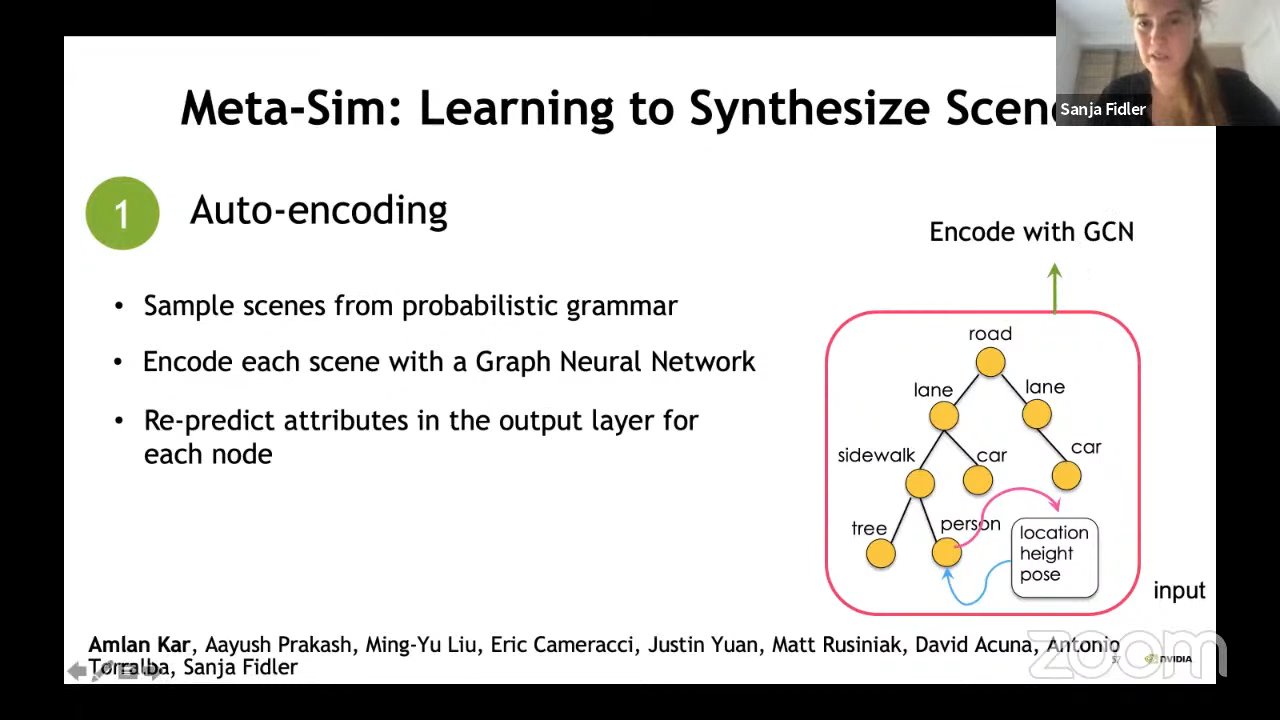 Meta-Sim: Learning to Synthesize Scen
Sanja Fidler
1
Auto-encoding
Encode with GCN
• Sample scenes from probabilistic grammar
• Encode each scene with a Graph Neural Network
• Re-predict attributes in the output layer for
each node
road
lane
lane
sidewalk
car
car
tree
person
location
height
pose
input
Amlan Kar, Aayush Prakash, Ming-Yu Liu, Eric Cameracci, Justin Yuan, Matt Rusiniak, David Acuna, Antonio
Torralba, Sanja Fidler
57
NVIDIA
zoom